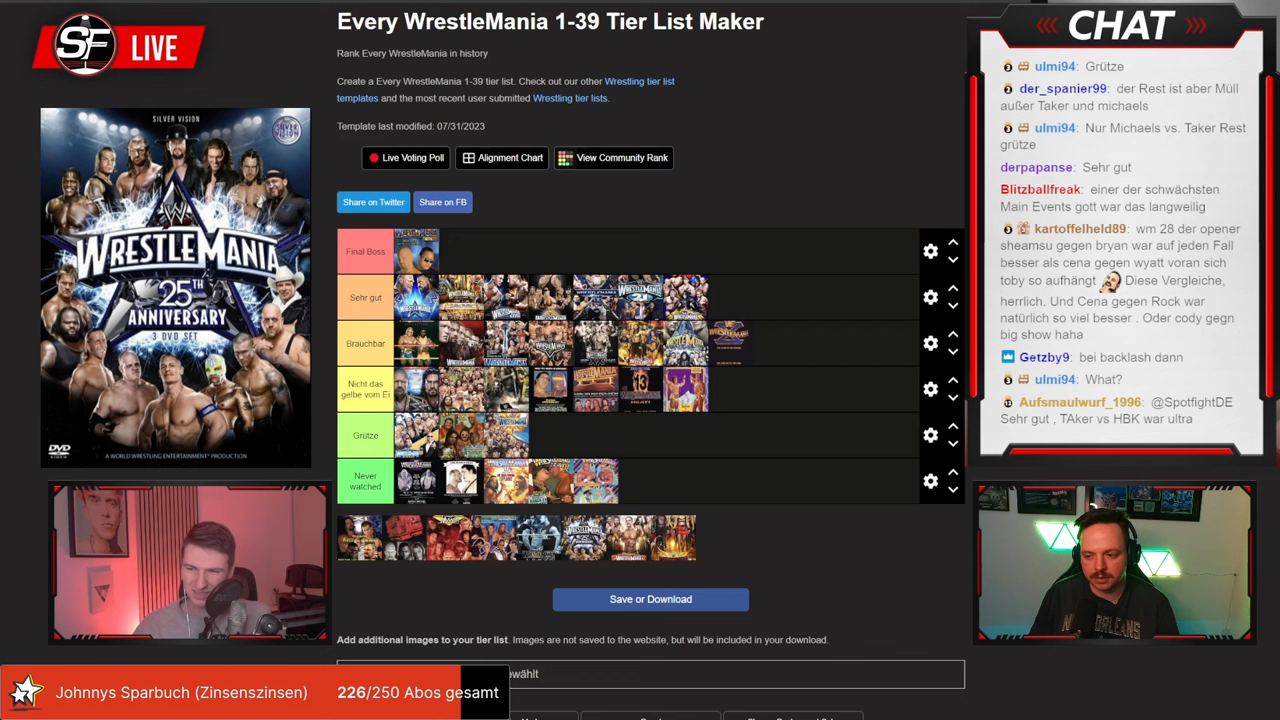 SF LIVE
SILVER VISION
SILVER VISION
W
WRESTLEMANIA
25TH
ANNIVERSARY
3 DVD SET
DVD
A WORLD WRESTLING ENTERTAINMENT PRODUCTION
Every WrestleMania 1-39 Tier List Maker
Rank Every WrestleMania in history
Create a Every WrestleMania 1-39 tier list. Check out our other Wrestling tier list
templates and the most recent user submitted Wrestling tier lists.
Template last modified: 07/31/2023
Live Voting Poll
Alignment Chart
View Community Rank
Share on Twitter
Share on FB
Final Boss
Sehr gut
Brauchbar
Nicht das
gelbe vom Ei
13
Grütze
Never
watched
Save or Download
Add additional images to your tier list. Images are not saved to the website, but will be included in your download.
wählt
CHAT
ulmi94: Grütze
der_spanier99: der Rest ist aber Müll
außer Taker und michaels
ulmi94: Nur Michaels vs. Taker Rest
grütze
derpapanse: Sehr gut
Blitzballfreak: einer der schwächsten
Main Events gott war das langweilig
kartoffelheld89: wm 28 der opener
sheamsu gegen bryan war auf jeden Fall
besser als cena gegen wyatt voran sich
toby so aufhängt Diese Vergleiche,
herrlich. Und Cena gegen Rock war
natürlich so viel besser . Oder cody gegn
big show haha
Getzby9: bei backlash dann
ulmi94: What?
Aufsmaulwurf_1996: @SpotfightDE
Sehr gut , TAker vs HBK war ultra
Johnnys Sparbuch (Zinsenszinsen) 226/250 Abos gesamt